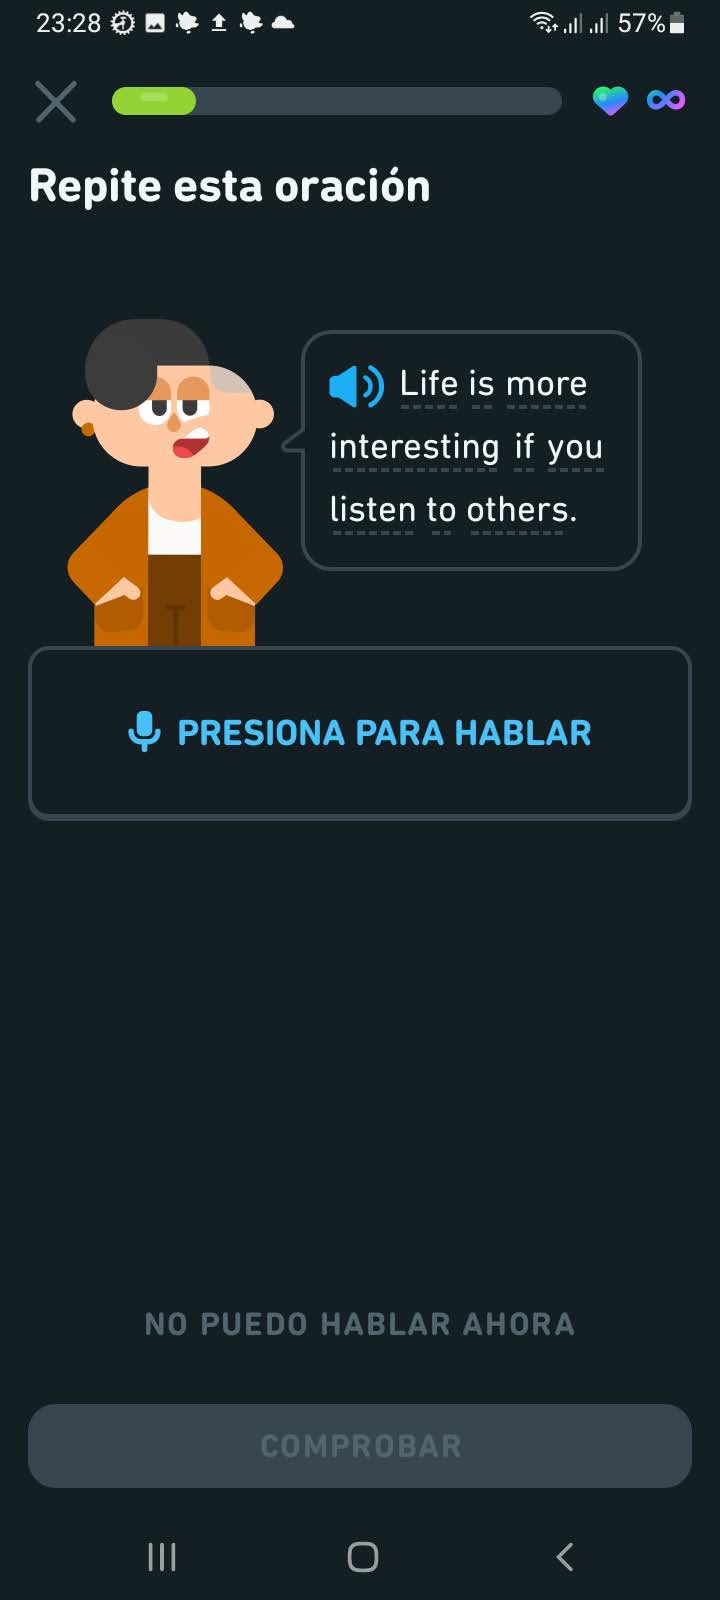 23:28
57%
Repite esta oración
Life is more
interesting if you
listen to others.
PRESIONA PARA HABLAR
NO PUEDO HABLAR AHORA
COMPROBAR